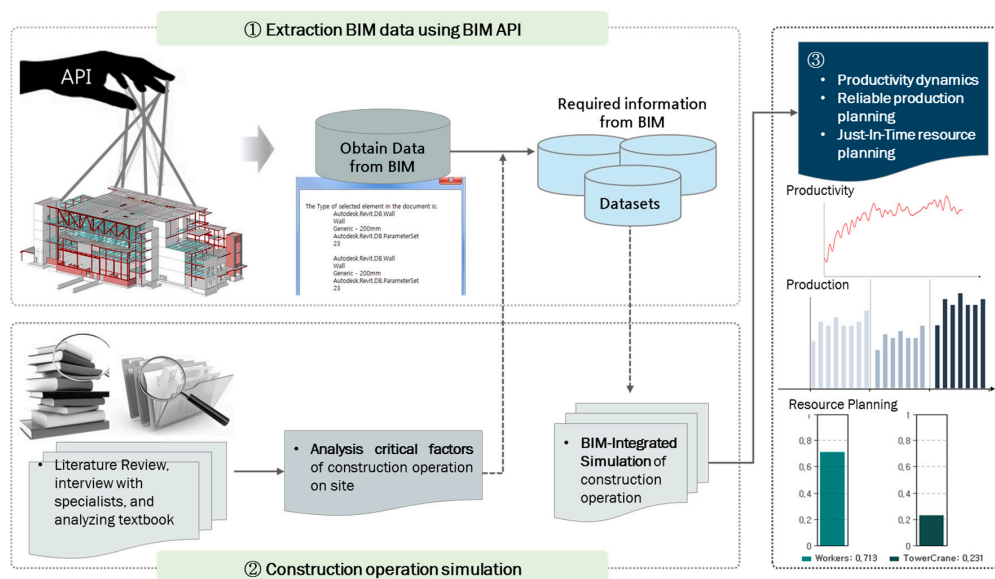 ① Extraction BIM data using BIM API
API
Obtain Data
from BIM
The Type of selected element in the document is:
Autodesk.Revit.DB.Wall
Wall
Generic - 200mm
Autodesk.Revit.DB.ParameterSet
23
Autodesk.Revit.DB.Wall
Wall
Generic - 200mm
Autodesk.Revit.DB.ParameterSet
23
Required information
from BIM
Datasets
• Literature Review,
interview with
specialists, and
analyzing textbook
• Analysis critical factors
of construction operation
on site
• BIM-Integrated
Simulation of
construction
operation
② Construction operation simulation
③
• Productivity dynamics
• Reliable production
planning
• Just-In-Time resource
planning
Productivity
Production
Resource Planning
1
0,8
0,6
0,4
0,2
0
1
0,8
0,6
0,4
0,2
0
Workers: 0,713
TowerCrane: 0,231